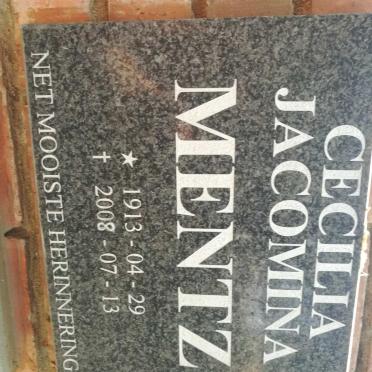 CECILIA
JACOMINA
MENTZ
★ 1913 - 04 - 29
† 2008 - 07 - 13
NET MOOISTE HERINNERING